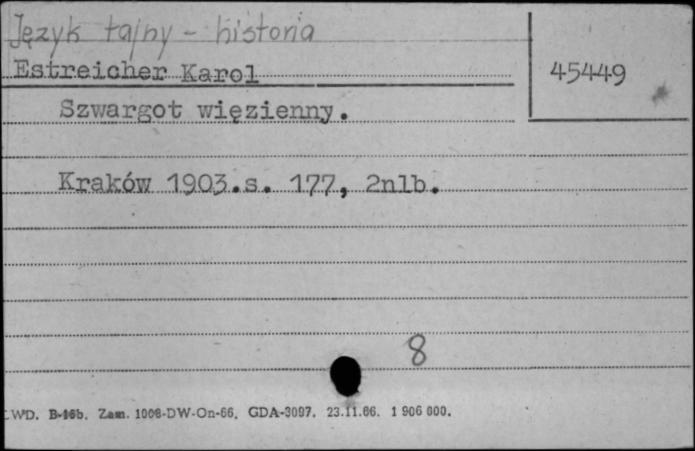 Język tajny - historia
Estreicher Karol
45449
Szwargot więzienny.
Kraków 1903.s. 177, 2nlb.
8
WD. B-16b. Zam. 1008-DW-On-66. GDA-3097. 23.11.66. 1 906 000.